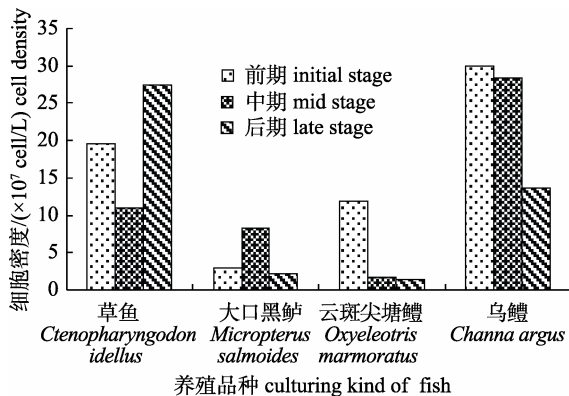 细胞密度/(×10⁷ cell/L) cell density
35
30
25
20
15
10
5
0
前期 initial stage
中期 mid stage
后期 late stage
草鱼
Ctenopharyngodon
idellus
大口黑鲈
Micropterus
salmoides
云斑尖塘鳢
Oxyeleotris
marmoratus
乌鳢
Channa argus
养殖品种 culturing kind of fish